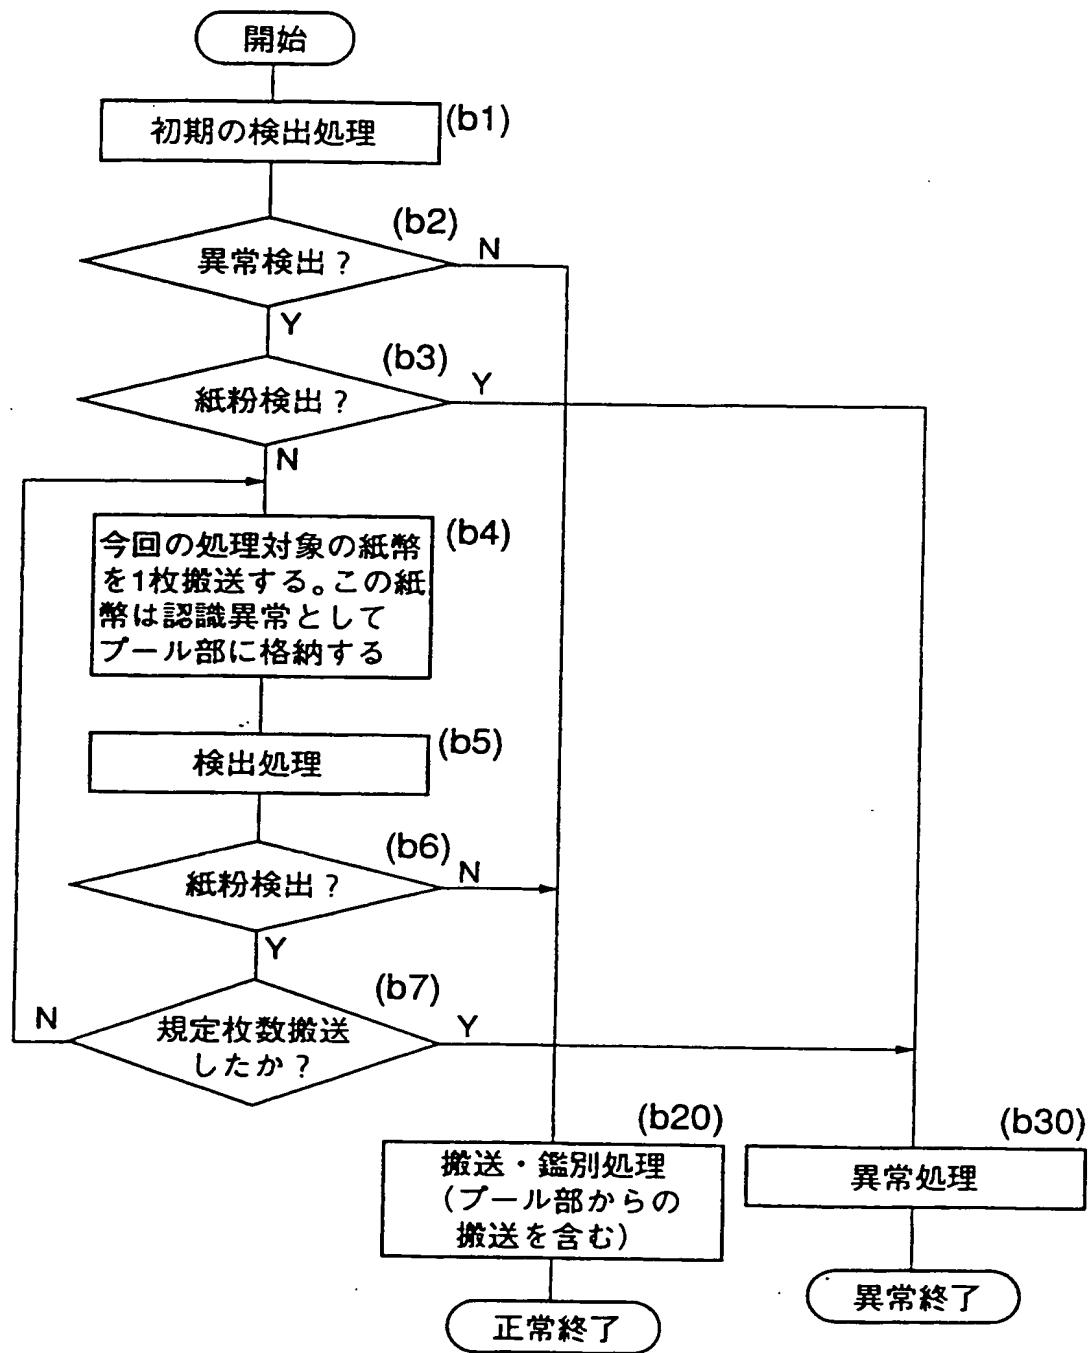 開始
初期の検出処理
(b1)
(b2)
異常検出？
N
Y
(b3)
紙粉検出？
Y
N
(b4)
今回の処理対象の紙幣
を1枚搬送する。この紙
幣は認識異常として
プール部に格納する
(b5)
検出処理
(b6)
紙粉検出？
N
Y
(b7)
規定枚数搬送
したか？
N
Y
(b20)
搬送・鑑別処理
(プール部からの
搬送を含む)
正常終了
(b30)
異常処理
異常終了